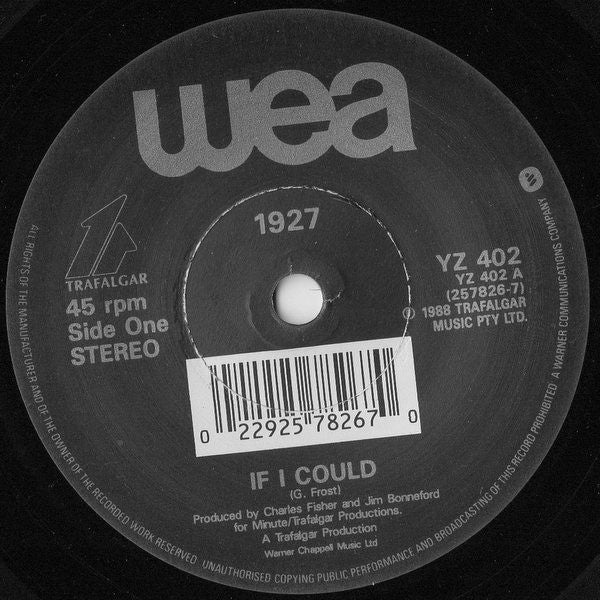 wea
1927
TRAFALGAR
45 rpm
Side One
STEREO
YZ 402
YZ 402 A
(257826-7)
℗ 1988 TRAFALGAR
MUSIC PTY LTD.
0 22925 78267 0
IF I COULD
(G. Frost)
Produced by Charles Fisher and Jim Bonneford
for Minute/Trafalgar Productions.
A Trafalgar Production
Warner Chappell Music Ltd
ALL RIGHTS OF THE MANUFACTURER AND OF THE OWNER OF THE RECORDED WORK RESERVED UNAUTHORISED COPYING PUBLIC PERFORMANCE AND BROADCASTING OF THIS RECORD PROHIBITED A WARNER COMMUNICATIONS COMPANY